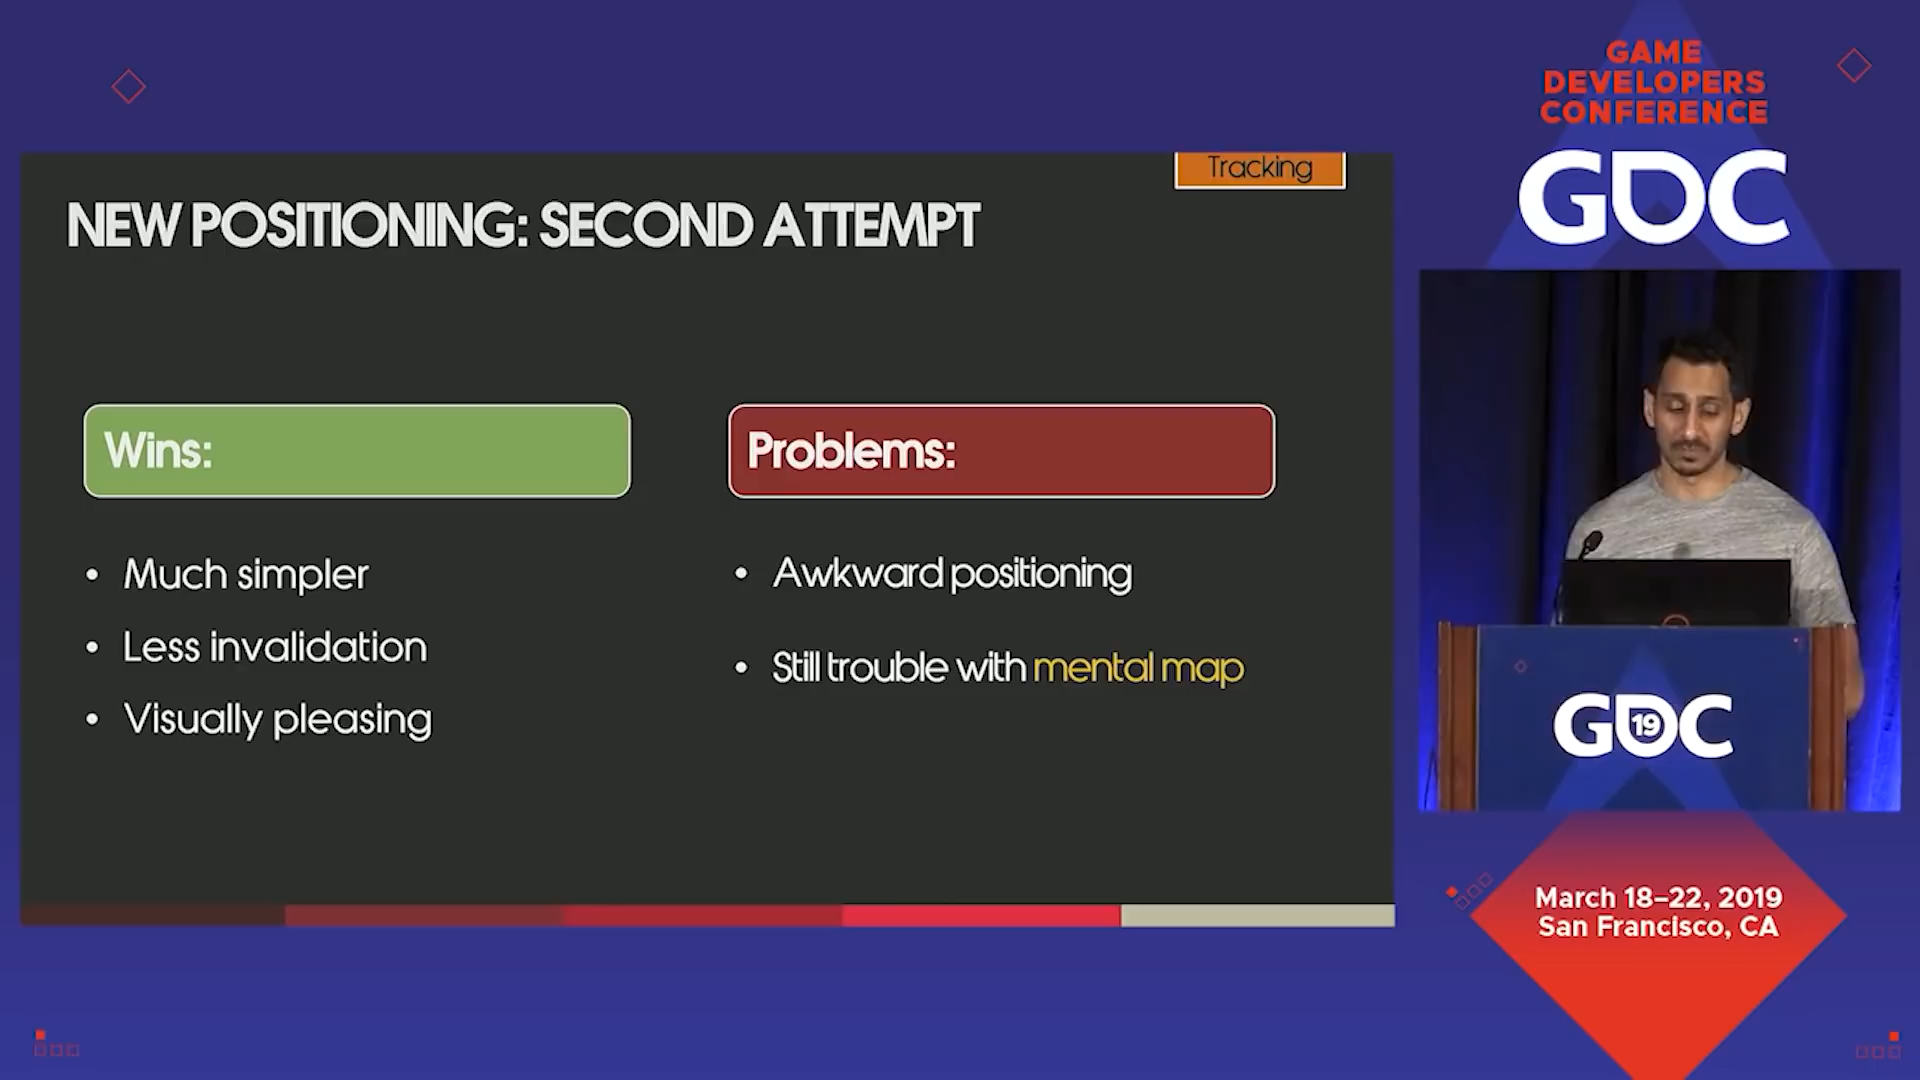 GAME
DEVELOPERS
CONFERENCE
GDC
Tracking
NEW POSITIONING: SECOND ATTEMPT
Wins:
• Much simpler
• Less invalidation
• Visually pleasing
Problems:
• Awkward positioning
• Still trouble with mental map
GDC
19
March 18–22, 2019
San Francisco, CA